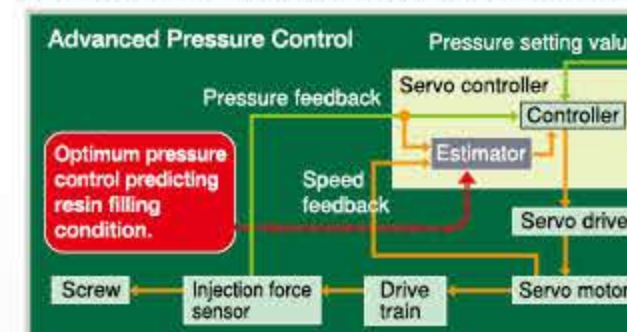 Advanced Pressure Control
Pressure setting valu
Servo controller
Pressure feedback
Controller
Optimum pressure
control predicting
resin filling
condition.
Estimator
Speed
feedback
Servo drive
Screw
Injection force
sensor
Drive
train
Servo motor